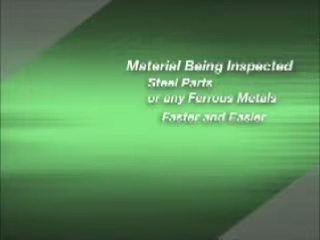 Material Being Inspected
Steel Parts
or any Ferrous Metals
Faster and Easier